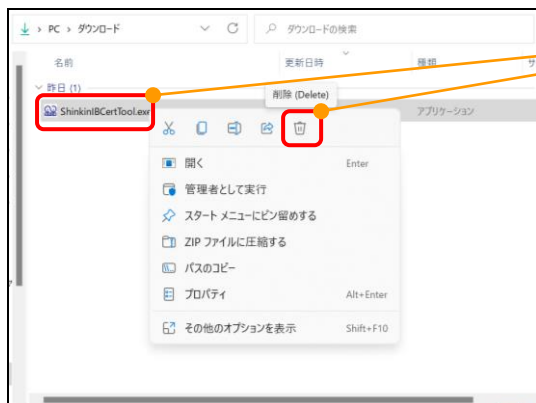 PC › ダウンロード
ダウンロードの検索
名前 更新日時 種類 サ
昨日 (1)
削除 (Delete)
ShinkinIBCertTool.exe アプリケーション
開く Enter
管理者として実行
スタート メニューにピン留めする
ZIP ファイルに圧縮する
パスのコピー
プロパティ Alt+Enter
その他のオプションを表示 Shift+F10